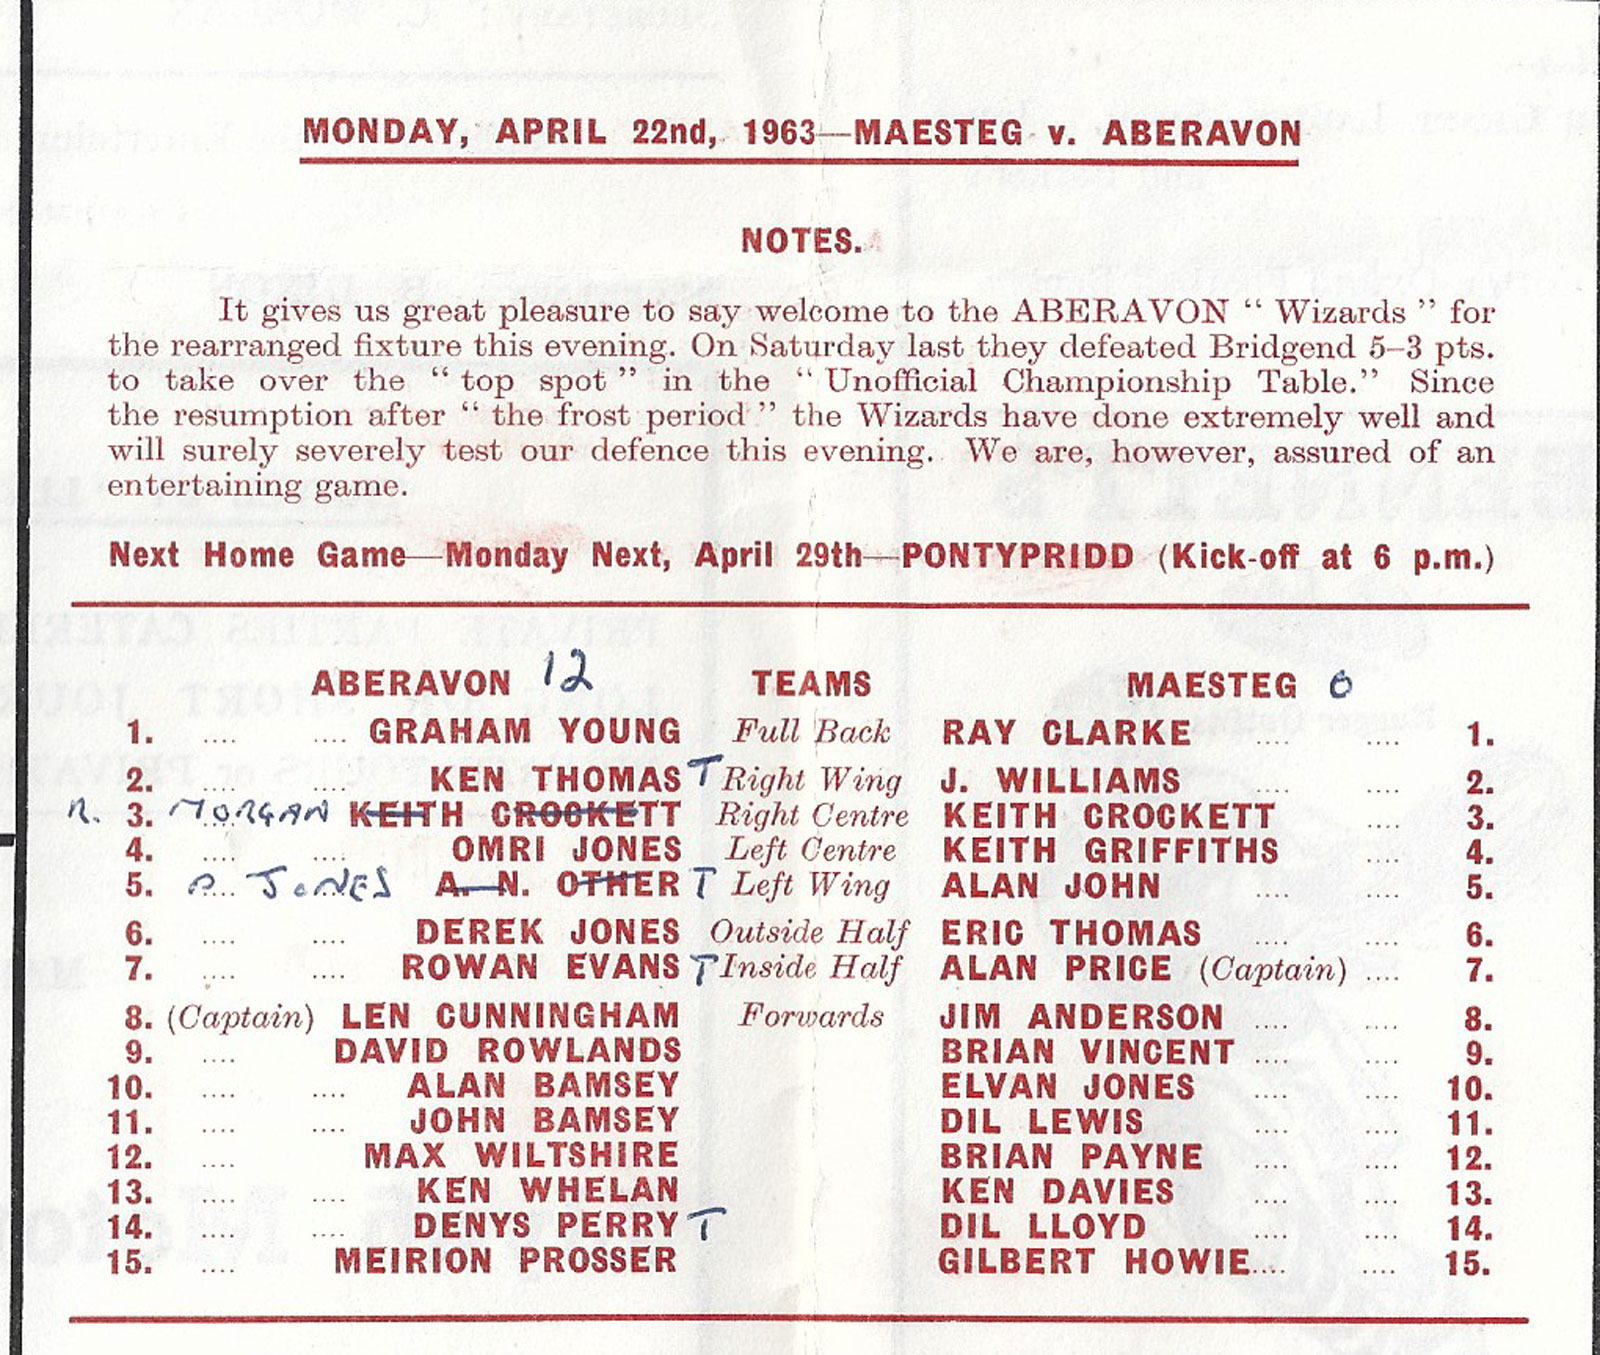 MONDAY, APRIL 22nd, 1963—MAESTEG v. ABERAVON
NOTES.
It gives us great pleasure to say welcome to the ABERAVON “ Wizards ” for
the rearranged fixture this evening. On Saturday last they defeated Bridgend 5–3 pts.
to take over the “ top spot ” in the “ Unofficial Championship Table.” Since
the resumption after “ the frost period ” the Wizards have done extremely well and
will surely severely test our defence this evening. We are, however, assured of an
entertaining game.
Next Home Game—Monday Next, April 29th—PONTYPRIDD (Kick-off at 6 p.m.)
ABERAVON 12 TEAMS MAESTEG 0
1. .... .... GRAHAM YOUNG Full Back RAY CLARKE .... .... 1.
2. .... .... KEN THOMAS T Right Wing J. WILLIAMS .... .... 2.
R. 3. MORGAN KEITH CROCKETT Right Centre KEITH CROCKETT .... 3.
4. .... .... OMRI JONES Left Centre KEITH GRIFFITHS .... 4.
5. .... JONES A. N. OTHER T Left Wing ALAN JOHN .... .... 5.
6. .... .... DEREK JONES Outside Half ERIC THOMAS .... .... 6.
7. .... .... ROWAN EVANS T Inside Half ALAN PRICE (Captain) .... 7.
8. (Captain) LEN CUNNINGHAM Forwards JIM ANDERSON .... .... 8.
9. .... DAVID ROWLANDS BRIAN VINCENT .... .... 9.
10. .... .... ALAN BAMSEY ELVAN JONES .... .... 10.
11. .... .... JOHN BAMSEY DIL LEWIS .... .... 11.
12. .... MAX WILTSHIRE BRIAN PAYNE .... .... 12.
13. .... .... KEN WHELAN KEN DAVIES .... .... 13.
14. .... .... DENYS PERRY T DIL LLOYD .... .... 14.
15. .... MEIRION PROSSER GILBERT HOWIE.... .... 15.